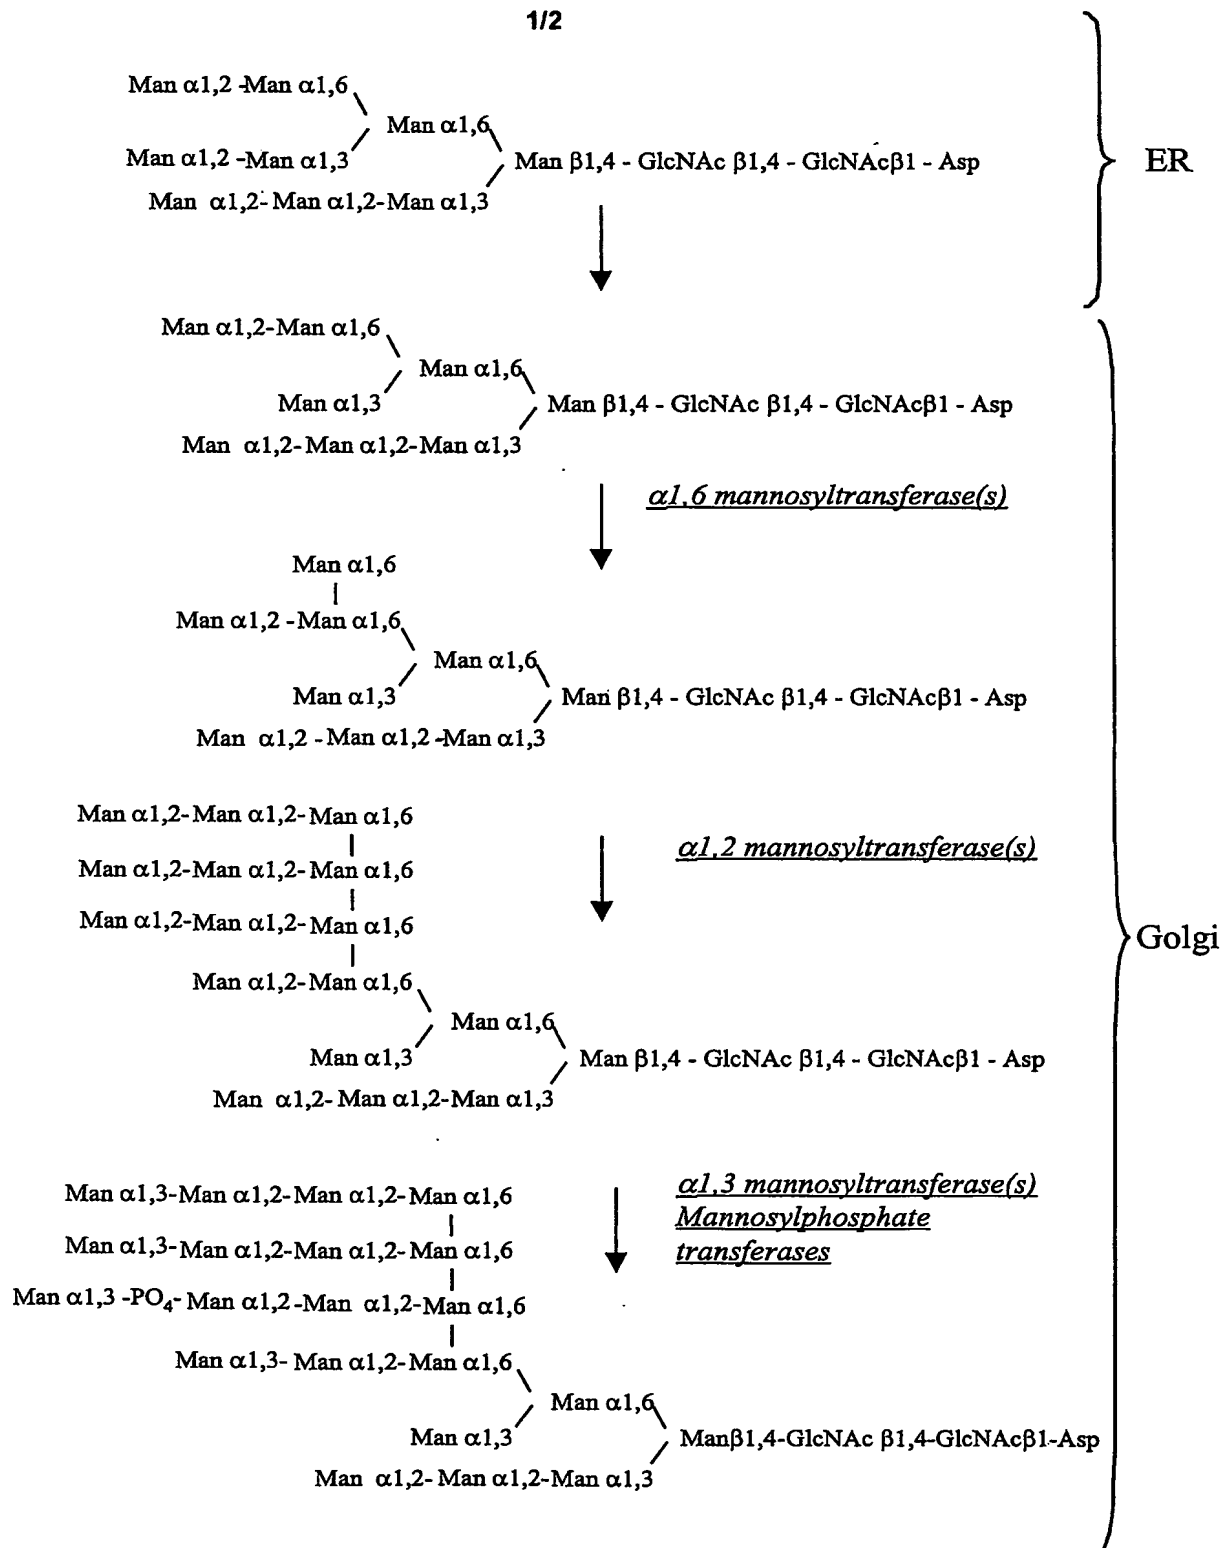 1/2
Man α1,2 -Man α1,6
Man α1,6
Man α1,2 -Man α1,3
Man β1,4 - GlcNAc β1,4 - GlcNAcβ1 - Asp
Man α1,2- Man α1,2-Man α1,3
ER
Man α1,2-Man α1,6
Man α1,6
Man α1,3
Man β1,4 - GlcNAc β1,4 - GlcNAcβ1 - Asp
Man α1,2- Man α1,2-Man α1,3
α1,6 mannosyltransferase(s)
Man α1,6
Man α1,2 -Man α1,6
Man α1,6
Man α1,3
Man β1,4 - GlcNAc β1,4 - GlcNAcβ1 - Asp
Man α1,2 - Man α1,2 -Man α1,3
Man α1,2- Man α1,2- Man α1,6
α1,2 mannosyltransferase(s)
Man α1,2- Man α1,2- Man α1,6
Man α1,2-Man α1,2- Man α1,6
Golgi
Man α1,2-Man α1,6
Man α1,6
Man α1,3
Man β1,4 - GlcNAc β1,4 - GlcNAcβ1 - Asp
Man α1,2- Man α1,2-Man α1,3
α1,3 mannosyltransferase(s)
Mannosylphosphate
transferases
Man α1,3-Man α1,2- Man α1,2-Man α1,6
Man α1,3- Man α1,2- Man α1,2- Man α1,6
Man α1,3 -PO4- Man α1,2 -Man α1,2-Man α1,6
Man α1,3- Man α1,2-Man α1,6
Man α1,6
Man α1,3
Manβ1,4-GlcNAc β1,4-GlcNAcβ1-Asp
Man α1,2- Man α1,2-Man α1,3